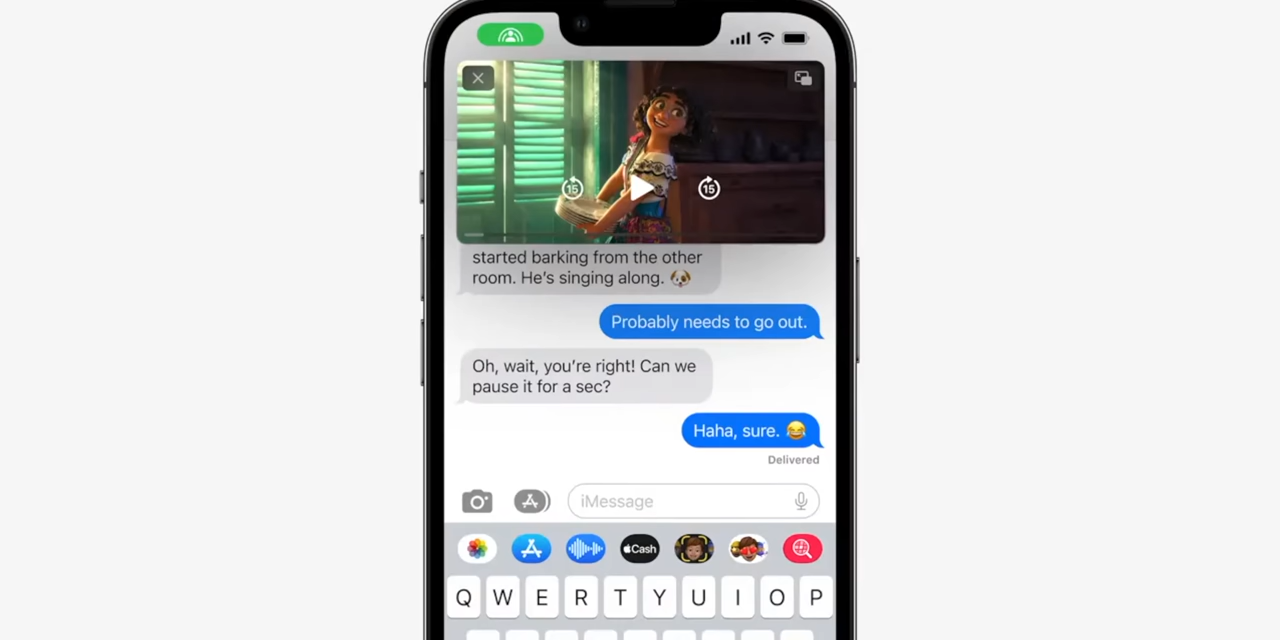 15
15
started barking from the other
room. He's singing along. 🐶
Probably needs to go out.
Oh, wait, you're right! Can we
pause it for a sec?
Haha, sure. 😂
Delivered
iMessage
Cash
Q W E R T Y U I O P